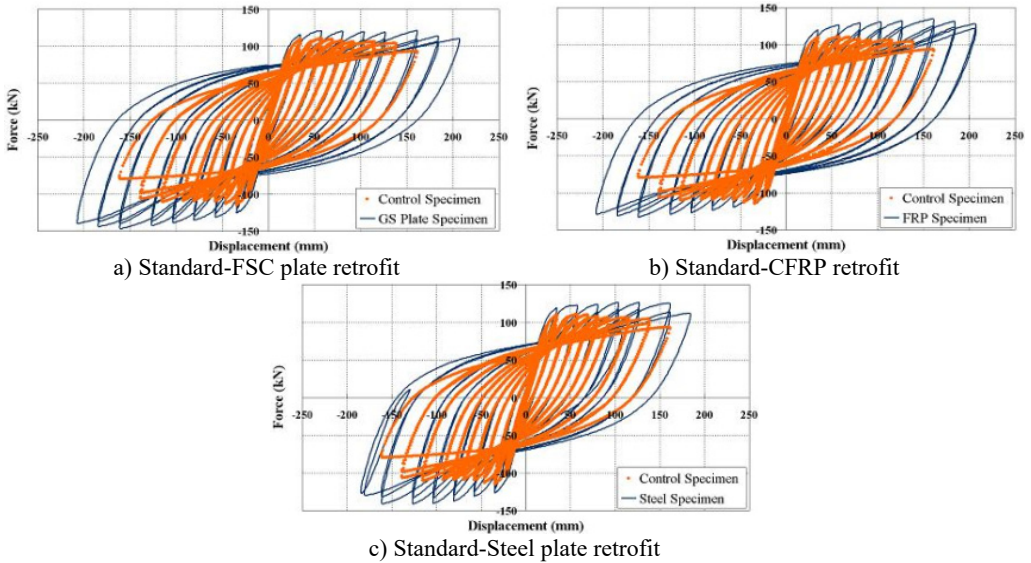 150
100
50
0
-250 -200 -150 -100 -50 0 50 100 150 200 250
-50
-100
-150
Force (kN)
Control Specimen
GS Plate Specimen
Displacement (mm)
a) Standard-FSC plate retrofit
150
100
50
0
-250 -200 -150 -100 -50 0 50 100 150 200 250
-50
-100
-150
Force (kN)
Control Specimen
FRP Specimen
Displacement (mm)
b) Standard-CFRP retrofit
150
100
50
0
-250 -200 -150 -100 -50 0 50 100 150 200 250
-50
-100
-150
Force (kN)
Control Specimen
Steel Specimen
Displacement (mm)
c) Standard-Steel plate retrofit